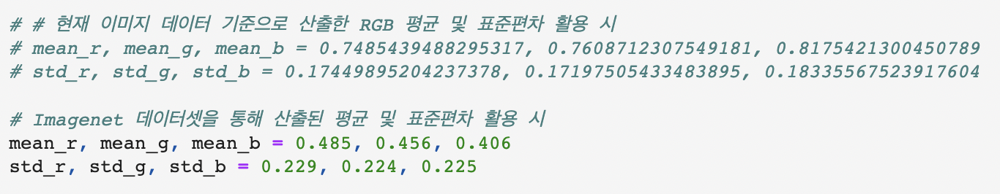 # # 현재 이미지 데이터 기준으로 산출한 RGB 평균 및 표준편차 활용 시
# mean_r, mean_g, mean_b = 0.7485439488295317, 0.7608712307549181, 0.8175421300450789
# std_r, std_g, std_b = 0.17449895204237378, 0.17197505433483895, 0.18335567523917604
# Imagenet 데이터셋을 통해 산출된 평균 및 표준편차 활용 시
mean_r, mean_g, mean_b = 0.485, 0.456, 0.406
std_r, std_g, std_b = 0.229, 0.224, 0.225